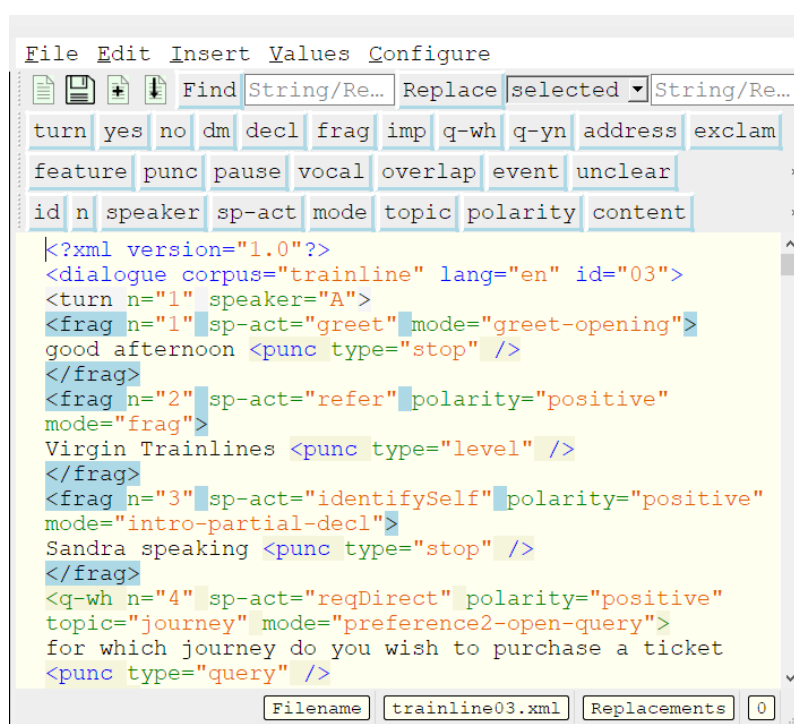 File Edit Insert Values Configure
Find String/Re… Replace selected String/Re…
turn yes no dm decl frag imp q-wh q-yn address exclam
feature punc pause vocal overlap event unclear
id n speaker sp-act mode topic polarity content
<?xml version="1.0"?>
<dialogue corpus="trainline" lang="en" id="03">
<turn n="1" speaker="A">
<frag n="1" sp-act="greet" mode="greet-opening">
good afternoon <punc type="stop" />
</frag>
<frag n="2" sp-act="refer" polarity="positive"
mode="frag">
Virgin Trainlines <punc type="level" />
</frag>
<frag n="3" sp-act="identifySelf" polarity="positive"
mode="intro-partial-decl">
Sandra speaking <punc type="stop" />
</frag>
<q-wh n="4" sp-act="reqDirect" polarity="positive"
topic="journey" mode="preference2-open-query">
for which journey do you wish to purchase a ticket
<punc type="query" />
Filename trainline03.xml Replacements 0